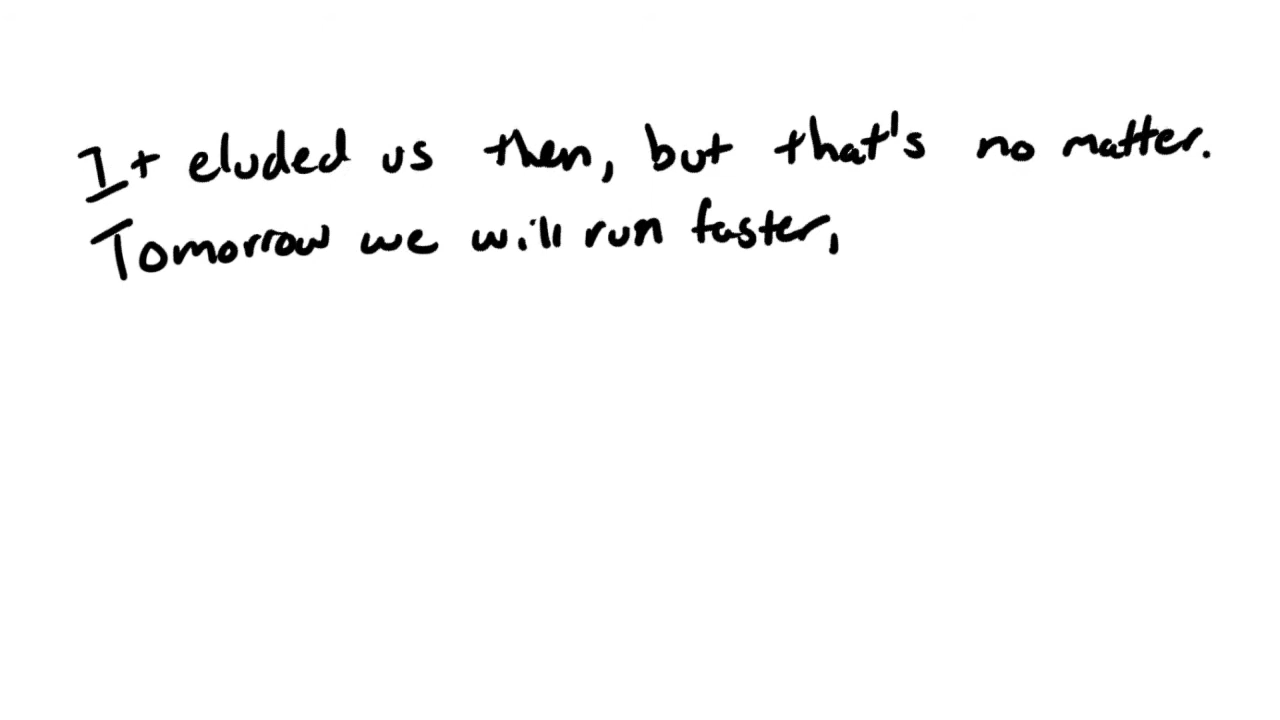 It eluded us then, but that's no matter.
Tomorrow we will run faster,